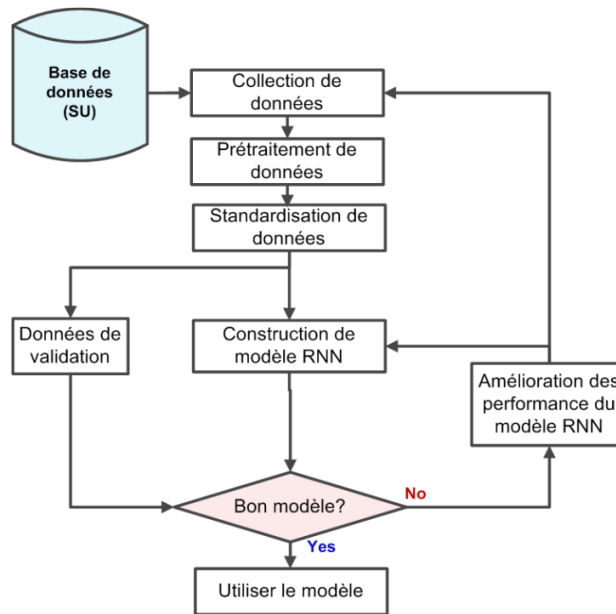 Base de
données
(SU)
Collection de
données
Prétraitement de
données
Standardisation de
données
Données de
validation
Construction de
modèle RNN
Amélioration des
performance du
modèle RNN
Bon modèle?
No
Yes
Utiliser le modèle